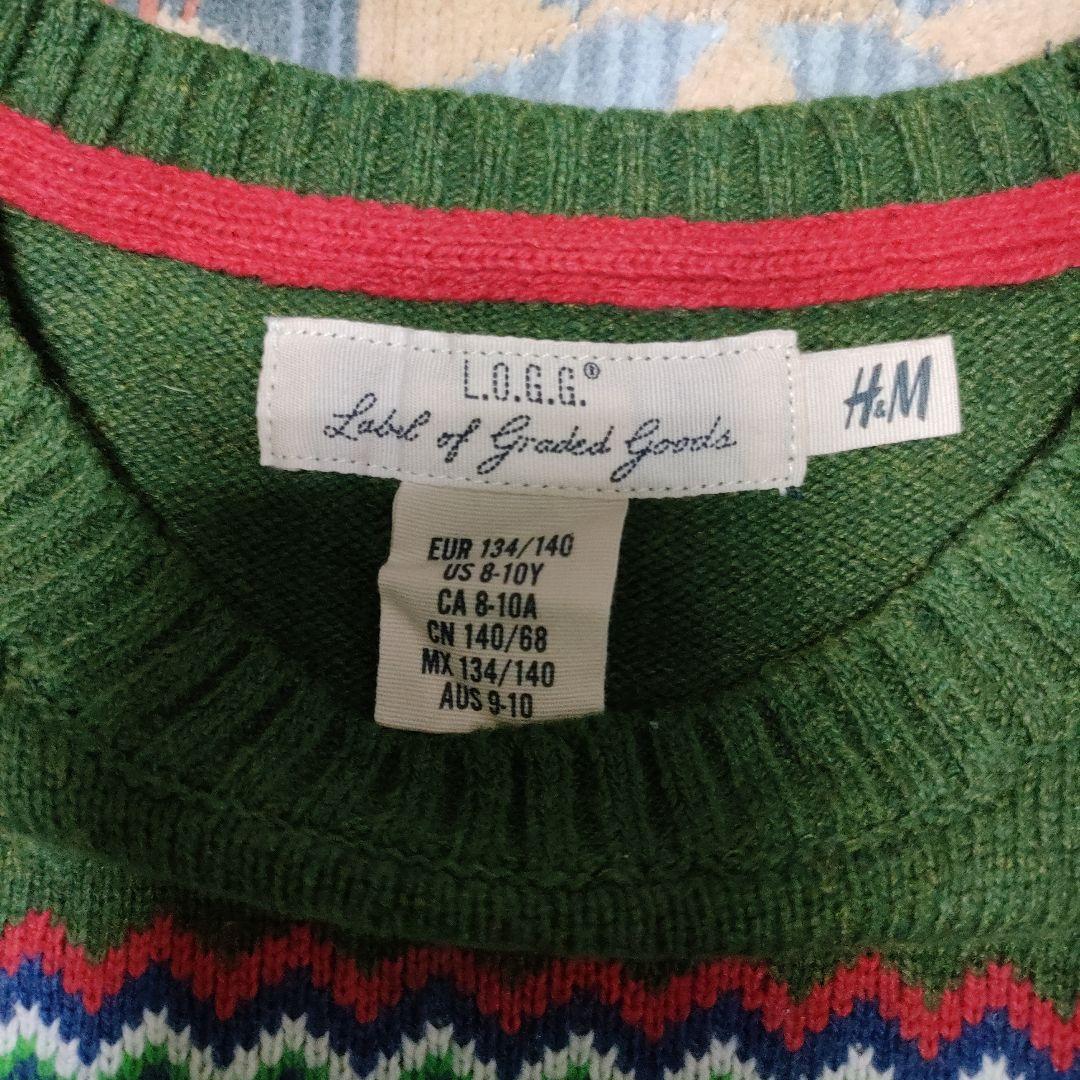 L.O.G.G.®
Label of Graded Goods
H&M
EUR 134/140
US 8-10Y
CA 8-10A
CN 140/68
MX 134/140
AUS 9-10